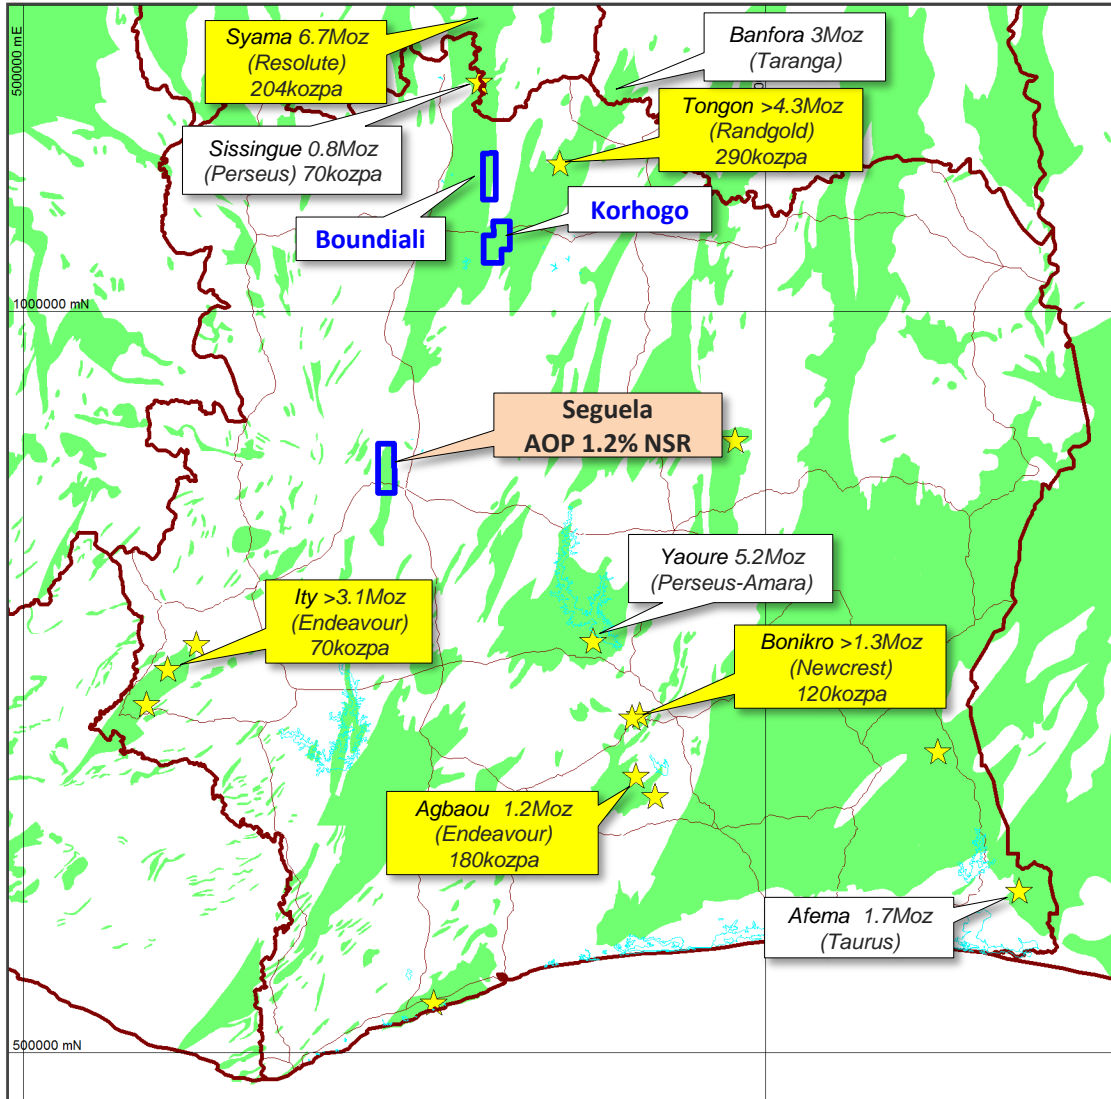 500000 mE
Syama 6.7Moz
(Resolute)
204kozpa
Banfora 3Moz
(Taranga)
Tongon >4.3Moz
(Randgold)
290kozpa
Sissingue 0.8Moz
(Perseus) 70kozpa
Boundiali
Korhogo
1000000 mN
Seguela
AOP 1.2% NSR
Yaoure 5.2Moz
(Perseus-Amara)
Ity >3.1Moz
(Endeavour)
70kozpa
Bonikro >1.3Moz
(Newcrest)
120kozpa
Agbaou 1.2Moz
(Endeavour)
180kozpa
Afema 1.7Moz
(Taurus)
500000 mN